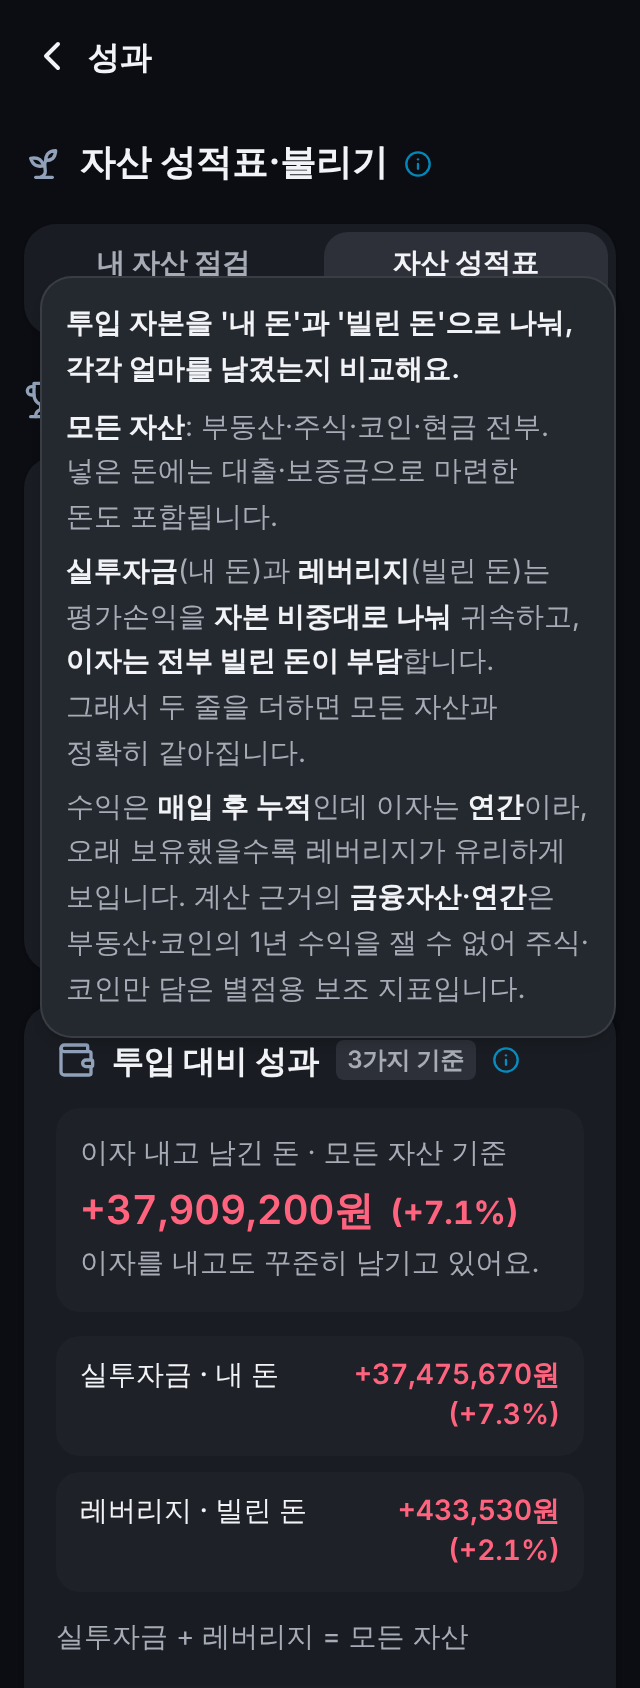 성과
자산 성적표·불리기
내 자산 점검
자산 성적표
투입 자본을 '내 돈'과 '빌린 돈'으로 나눠,
각각 얼마를 남겼는지 비교해요.
모든 자산: 부동산·주식·코인·현금 전부.
넣은 돈에는 대출·보증금으로 마련한
돈도 포함됩니다.
실투자금(내 돈)과 레버리지(빌린 돈)는
평가손익을 자본 비중대로 나눠 귀속하고,
이자는 전부 빌린 돈이 부담합니다.
그래서 두 줄을 더하면 모든 자산과
정확히 같아집니다.
수익은 매입 후 누적인데 이자는 연간이라,
오래 보유했을수록 레버리지가 유리하게
보입니다. 계산 근거의 금융자산·연간은
부동산·코인의 1년 수익을 잴 수 없어 주식·
코인만 담은 별점용 보조 지표입니다.
투입 대비 성과 3가지 기준
이자 내고 남긴 돈 · 모든 자산 기준
+37,909,200원 (+7.1%)
이자를 내고도 꾸준히 남기고 있어요.
실투자금 · 내 돈 +37,475,670원
(+7.3%)
레버리지 · 빌린 돈 +433,530원
(+2.1%)
실투자금 + 레버리지 = 모든 자산